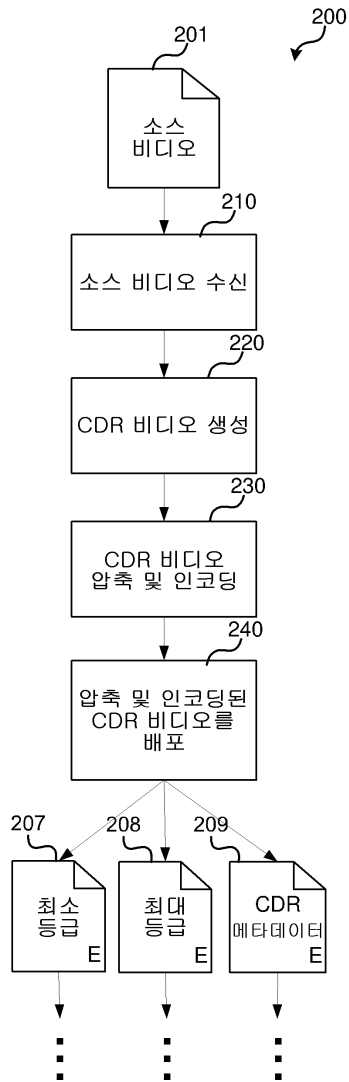 200
201
소스
비디오
210
소스 비디오 수신
220
CDR 비디오 생성
230
CDR 비디오
압축 및 인코딩
240
압축 및 인코딩된
CDR 비디오를
배포
207
최소
등급
E
208
최대
등급
E
209
CDR
메타데이터
E